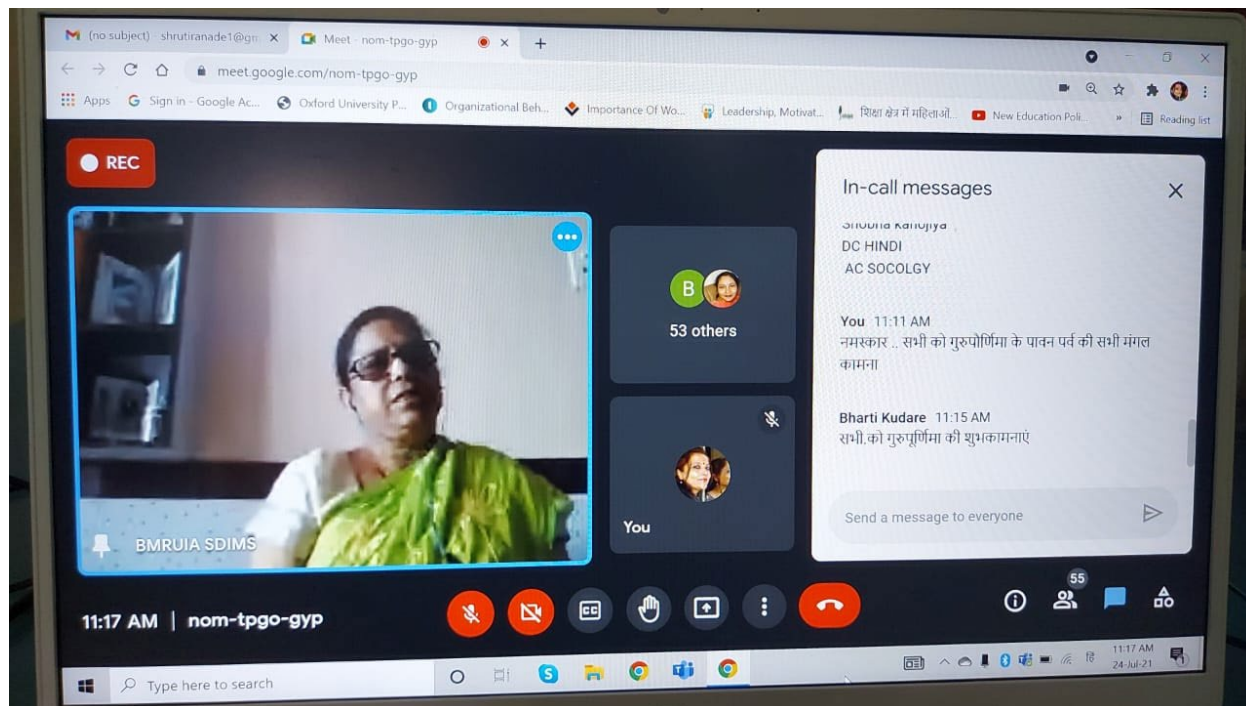 (no subject) - shrutiranade1@gm
Meet - nom-tpgo-gyp
meet.google.com/nom-tpgo-gyp
Apps
Sign in - Google Ac...
Oxford University P...
Organizational Beh...
Importance Of Wo...
Leadership, Motivat...
शिक्षा क्षेत्र में महिलाओं...
New Education Poli...
Reading list
REC
BMRUIA SDIMS
B
53 others
You
In-call messages
DC HINDI
AC SOCOLGY
You 11:11 AM
नमस्कार .. सभी को गुरुपोर्णिमा के पावन पर्व की सभी मंगल
कामना
Bharti Kudare 11:15 AM
सभी.को गुरुपूर्णिमा की शुभकामनाएं
Send a message to everyone
11:17 AM | nom-tpgo-gyp
CC
55
Type here to search
11:17 AM
24-Jul-21